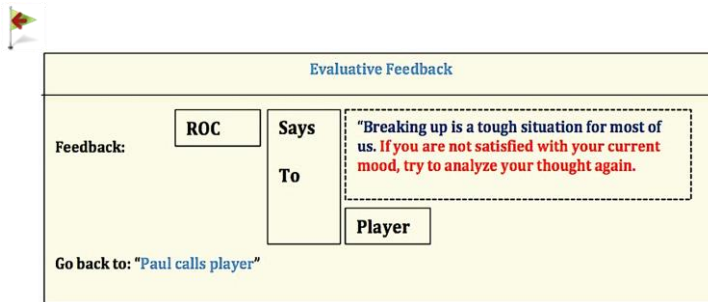 Evaluative Feedback
Feedback:
ROC
Says
To
“Breaking up is a tough situation for most of
us. If you are not satisfied with your current
mood, try to analyze your thought again.
Player
Go back to: “Paul calls player”